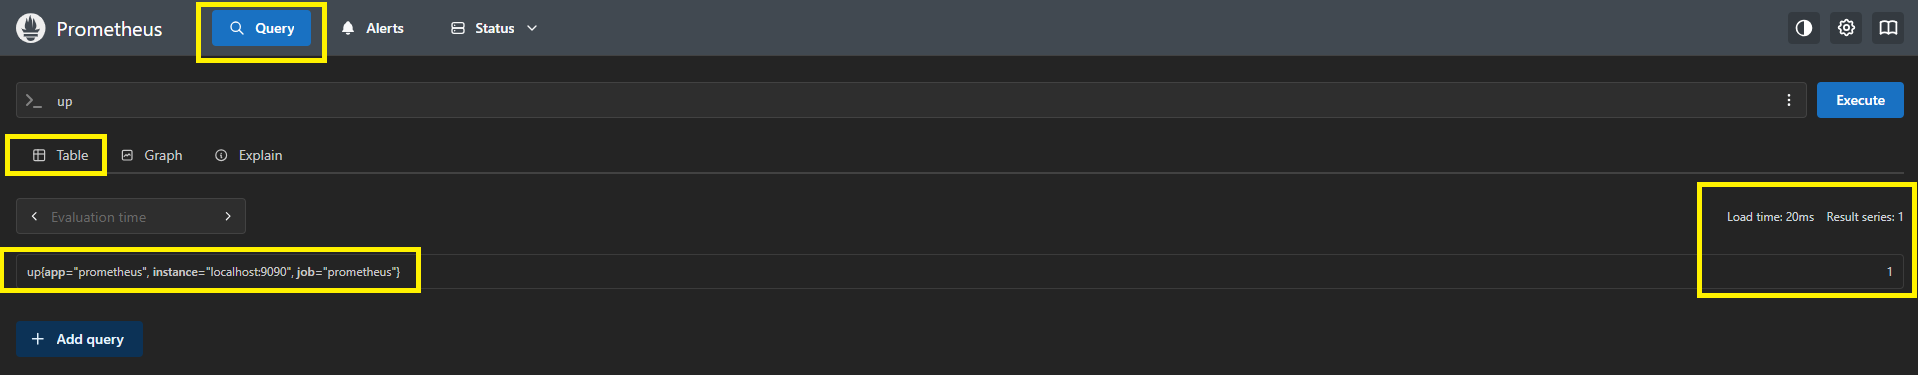 Prometheus Query Alerts Status
>_ up Execute
Table Graph Explain
Evaluation time Load time: 20ms Result series: 1
up{app="prometheus", instance="localhost:9090", job="prometheus"} 1
+ Add query